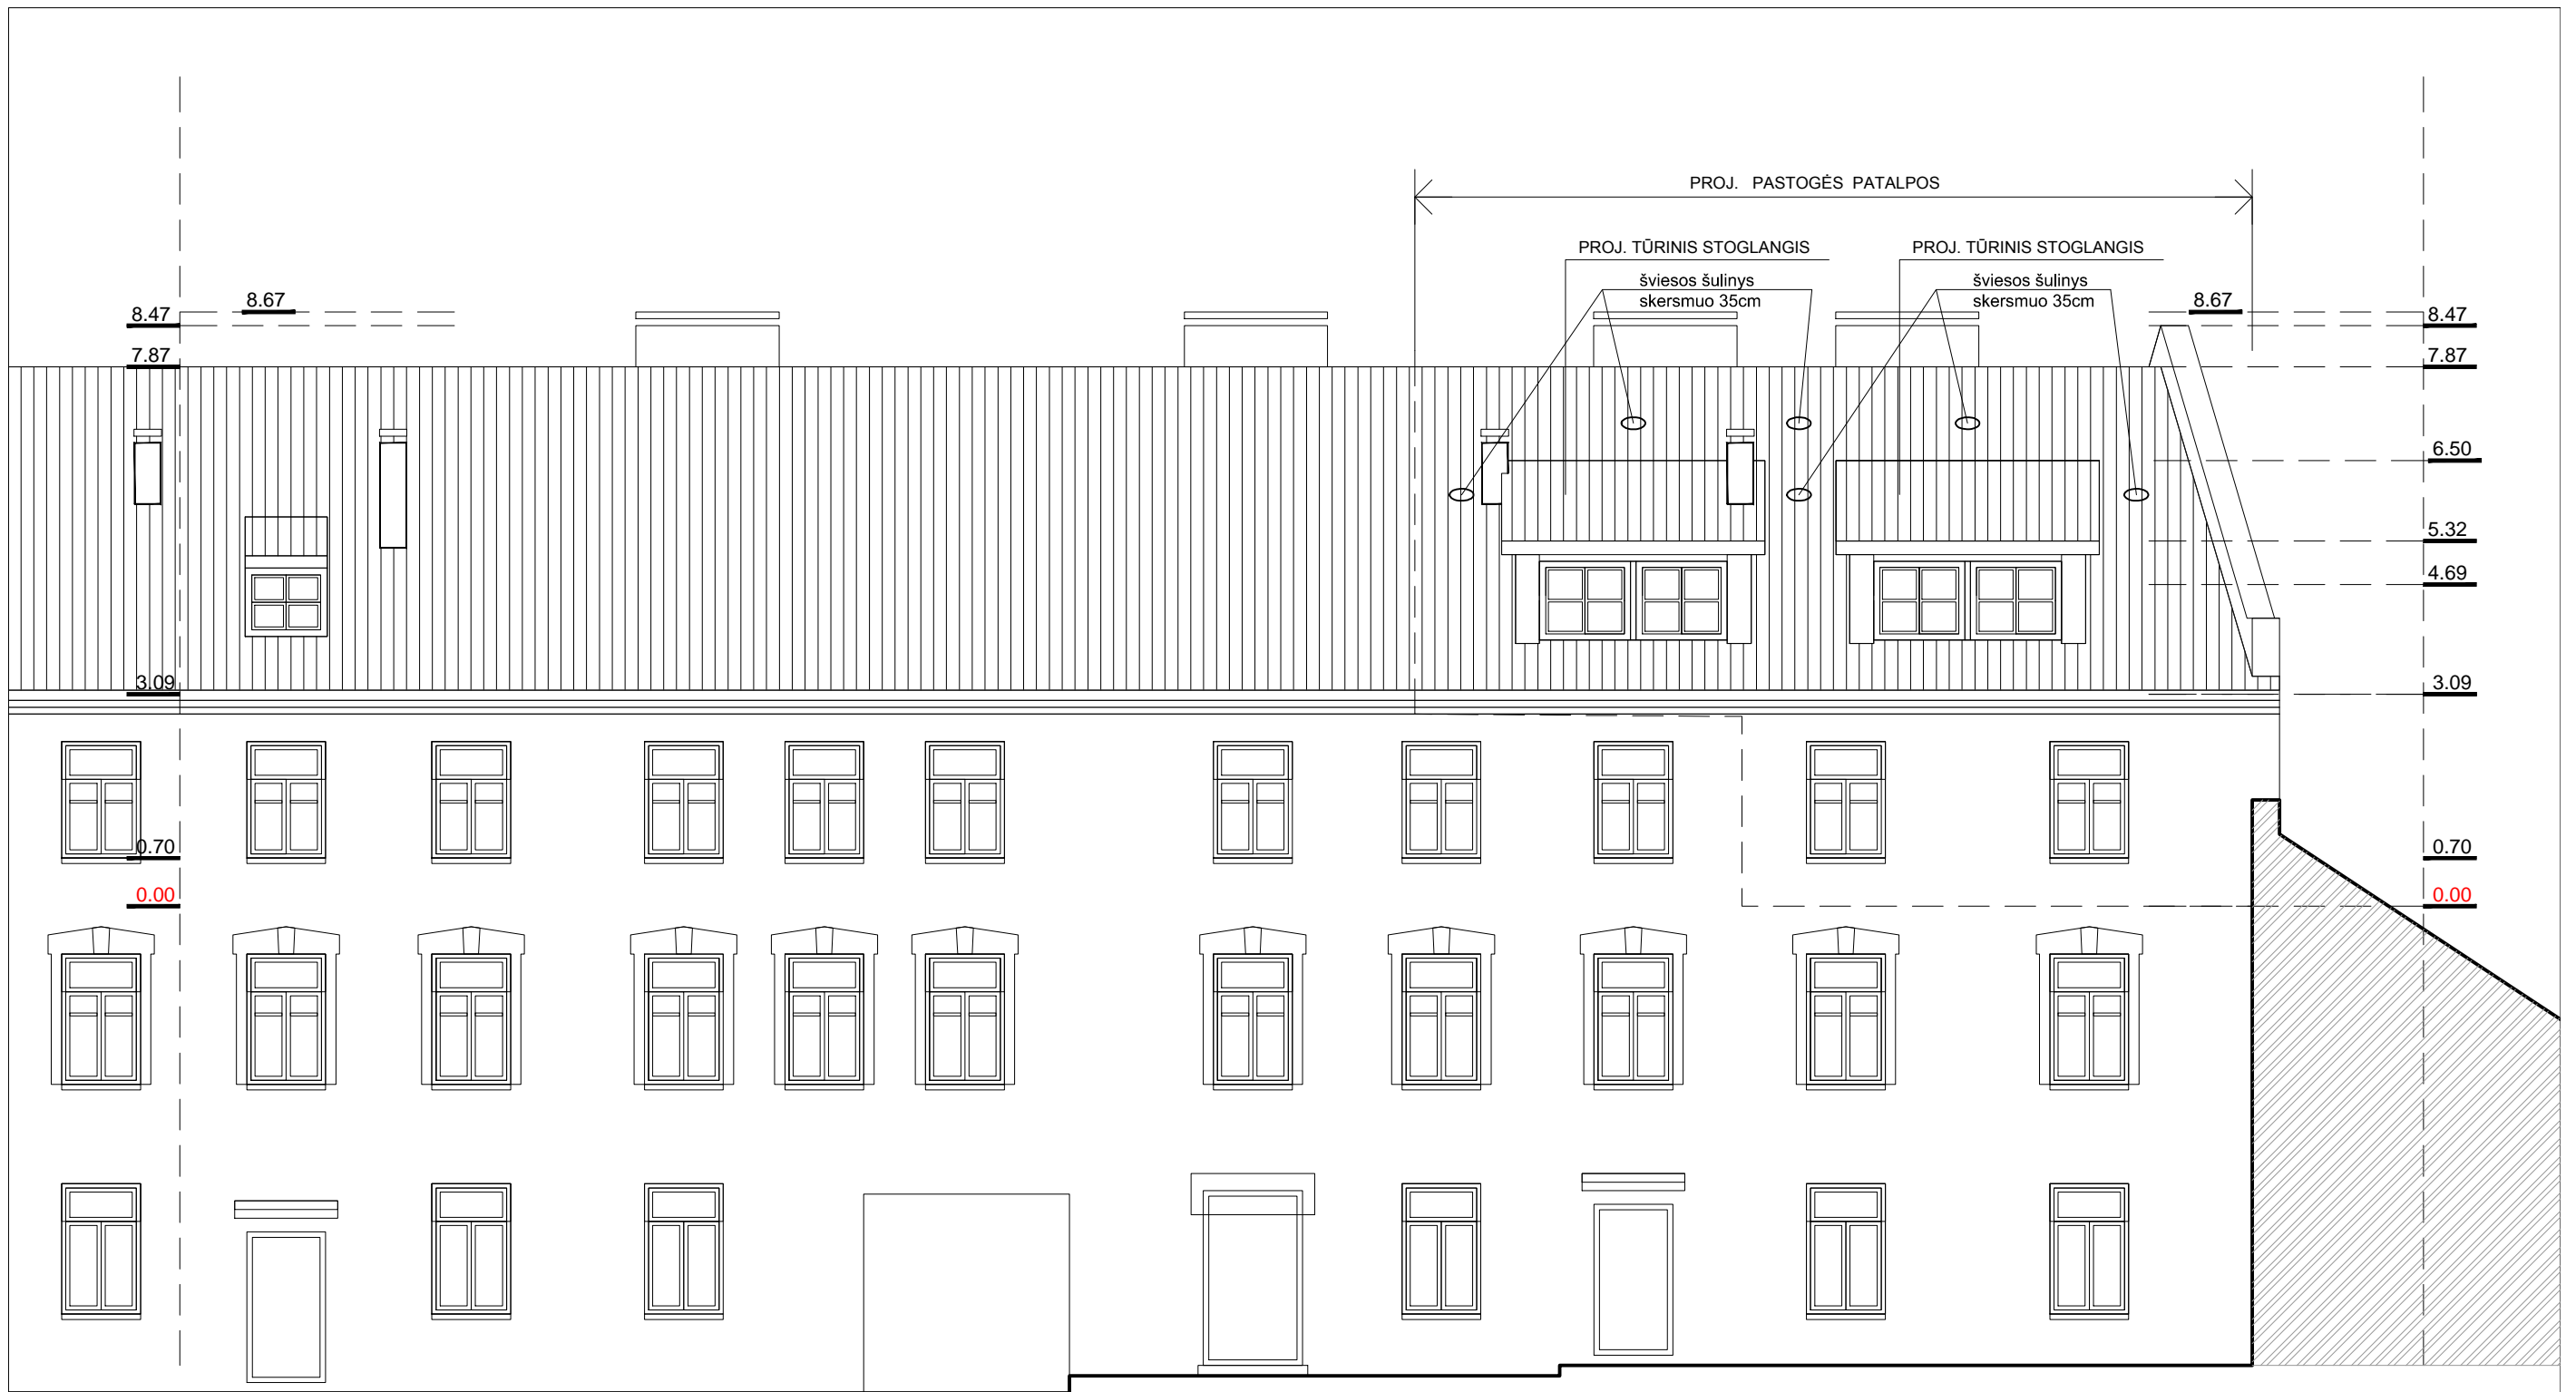 PROJ. PASTOGĖS PATALPOS
PROJ. TŪRINIS STOGLANGIS
PROJ. TŪRINIS STOGLANGIS
šviesos šulinys
skersmuo 35cm
šviesos šulinys
skersmuo 35cm
8.67
8.47
7.87
3.09
0.70
0.00
8.67
8.47
7.87
6.50
5.32
4.69
3.09
0.70
0.00